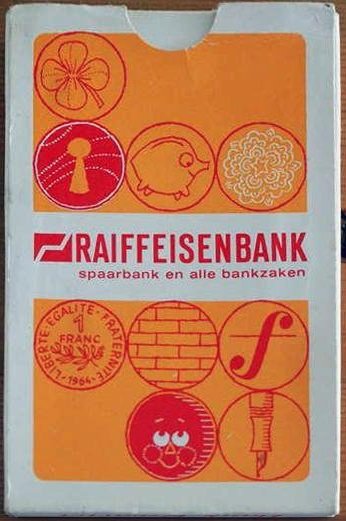 RAIFFEISENBANK
spaarbank en alle bankzaken
LIBERTE·EGALITE·FRATERNITE
1
FRANC
·1964·
f